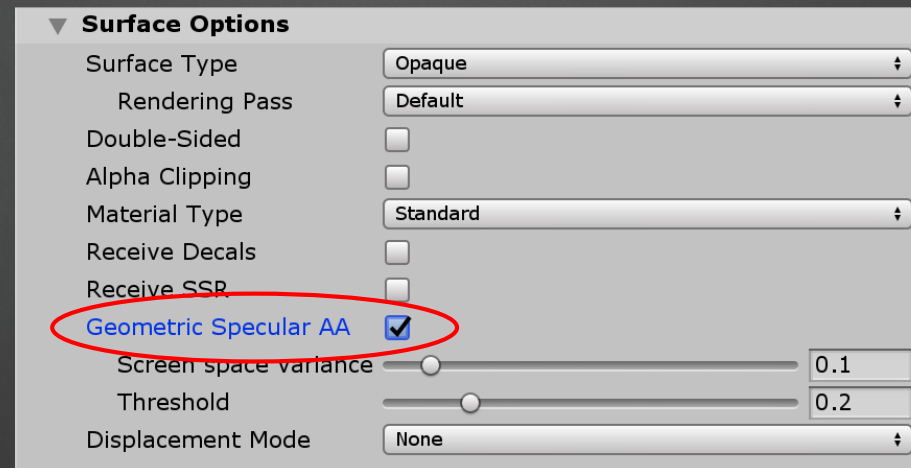 Surface Options
Surface Type Opaque
Rendering Pass Default
Double-Sided
Alpha Clipping
Material Type Standard
Receive Decals
Receive SSR
Geometric Specular AA
Screen space variance 0.1
Threshold 0.2
Displacement Mode None